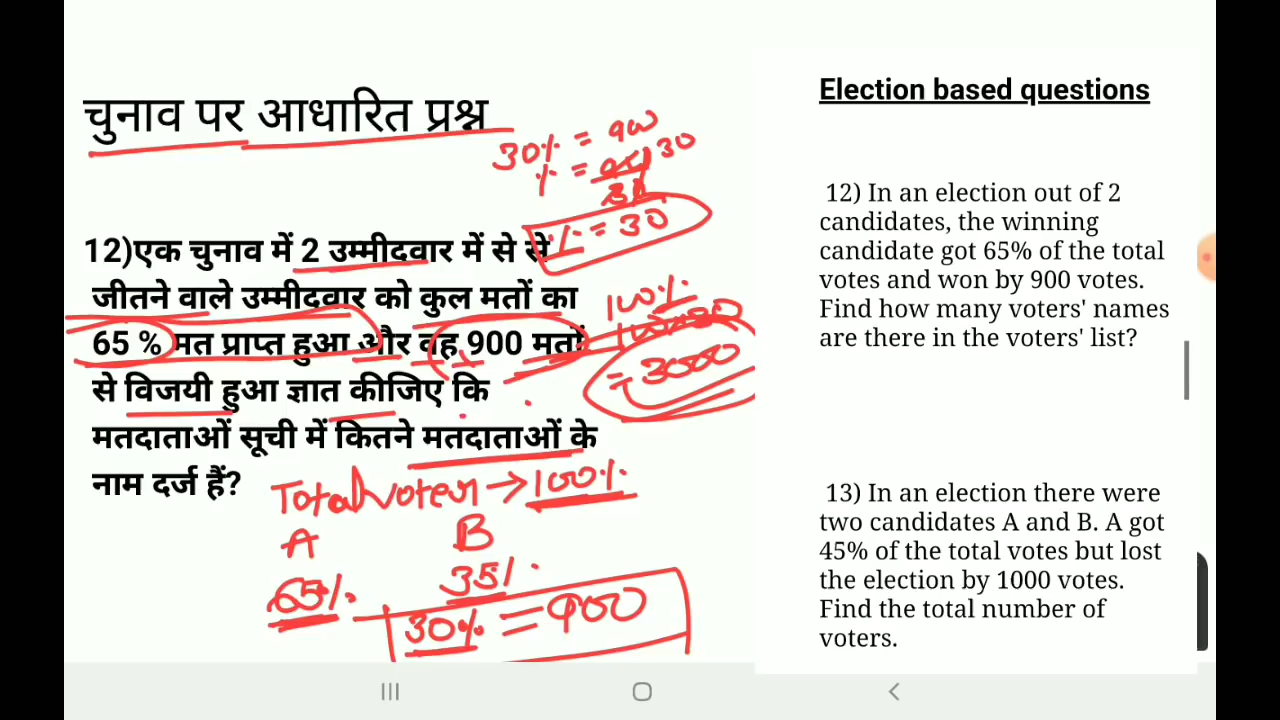 चुनाव पर आधारित प्रश्न
30% = 900
% = 30
% = 30
12)एक चुनाव में 2 उम्मीदवार में से से
जीतने वाले उम्मीदवार को कुल मतों का
65 % मत प्राप्त हुआ और वह 900 मतों
से विजयी हुआ ज्ञात कीजिए कि
मतदाताओं सूची में कितने मतदाताओं के
नाम दर्ज हैं?
100%
= 3000
Total voter → 100%
A B
65% 35%
30% = 900
Election based questions
12) In an election out of 2
candidates, the winning
candidate got 65% of the total
votes and won by 900 votes.
Find how many voters' names
are there in the voters' list?
13) In an election there were
two candidates A and B. A got
45% of the total votes but lost
the election by 1000 votes.
Find the total number of
voters.